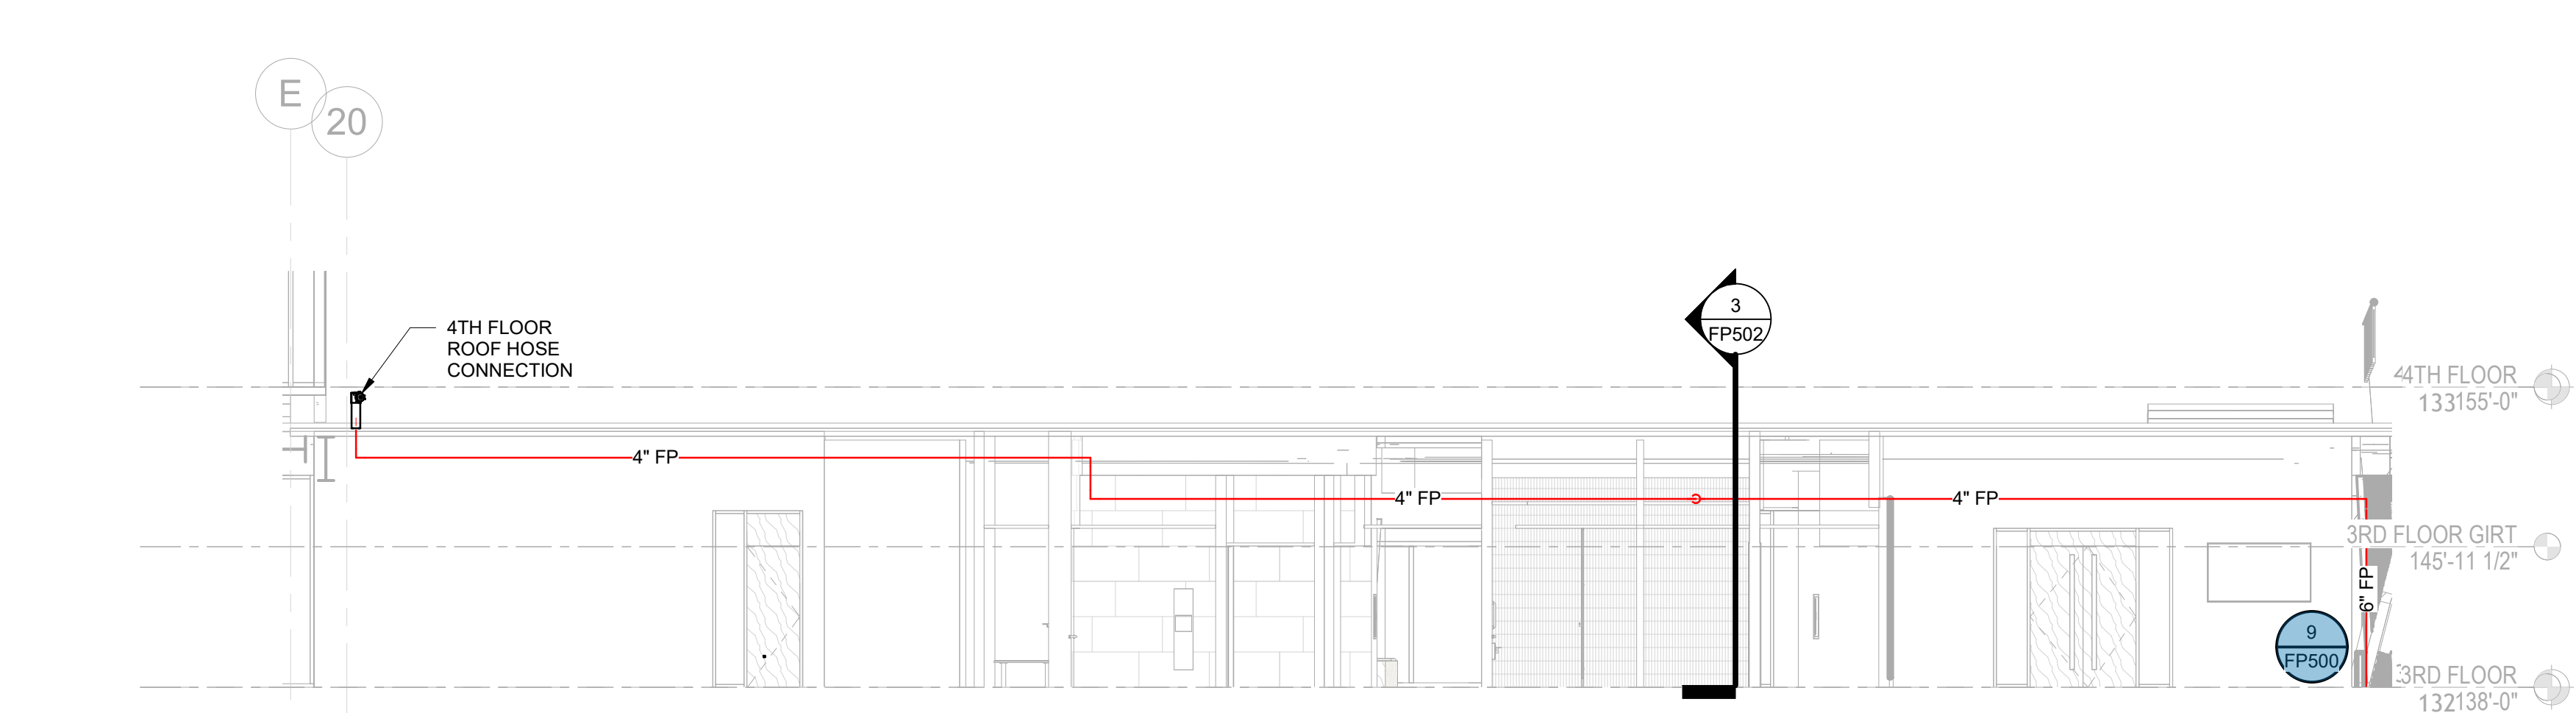 E
20
4TH FLOOR
ROOF HOSE
CONNECTION
3
FP502
4TH FLOOR
133155'-0"
4" FP
4" FP
4" FP
3RD FLOOR GIRT
145'-11 1/2"
6" FP
9
FP500
3RD FLOOR
132138'-0"